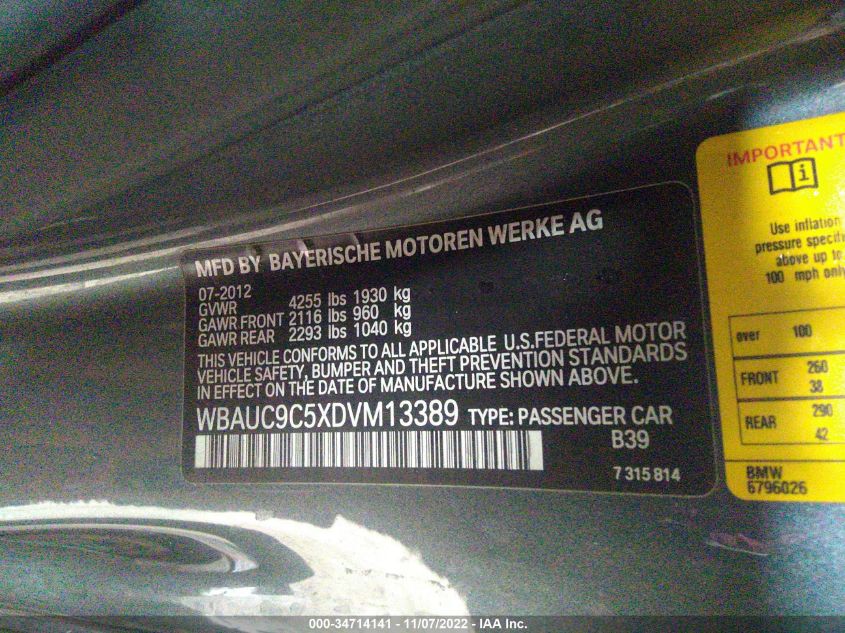 MFD BY BAYERISCHE MOTOREN WERKE AG
07-2012
GVWR 4255 lbs 1930 kg
GAWR FRONT 2116 lbs 960 kg
GAWR REAR 2293 lbs 1040 kg
THIS VEHICLE CONFORMS TO ALL APPLICABLE U.S.FEDERAL MOTOR
VEHICLE SAFETY, BUMPER AND THEFT PREVENTION STANDARDS
IN EFFECT ON THE DATE OF MANUFACTURE SHOWN ABOVE.
WBAUC9C5XDVM13389 TYPE: PASSENGER CAR
B39
7 315 814
IMPORTANT
i
Use inflation
pressure specif
above up to
100 mph only
over 100
FRONT 260 38
REAR 290 42
BMW
6796026
000-34714141 - 11/07/2022 - IAA Inc.